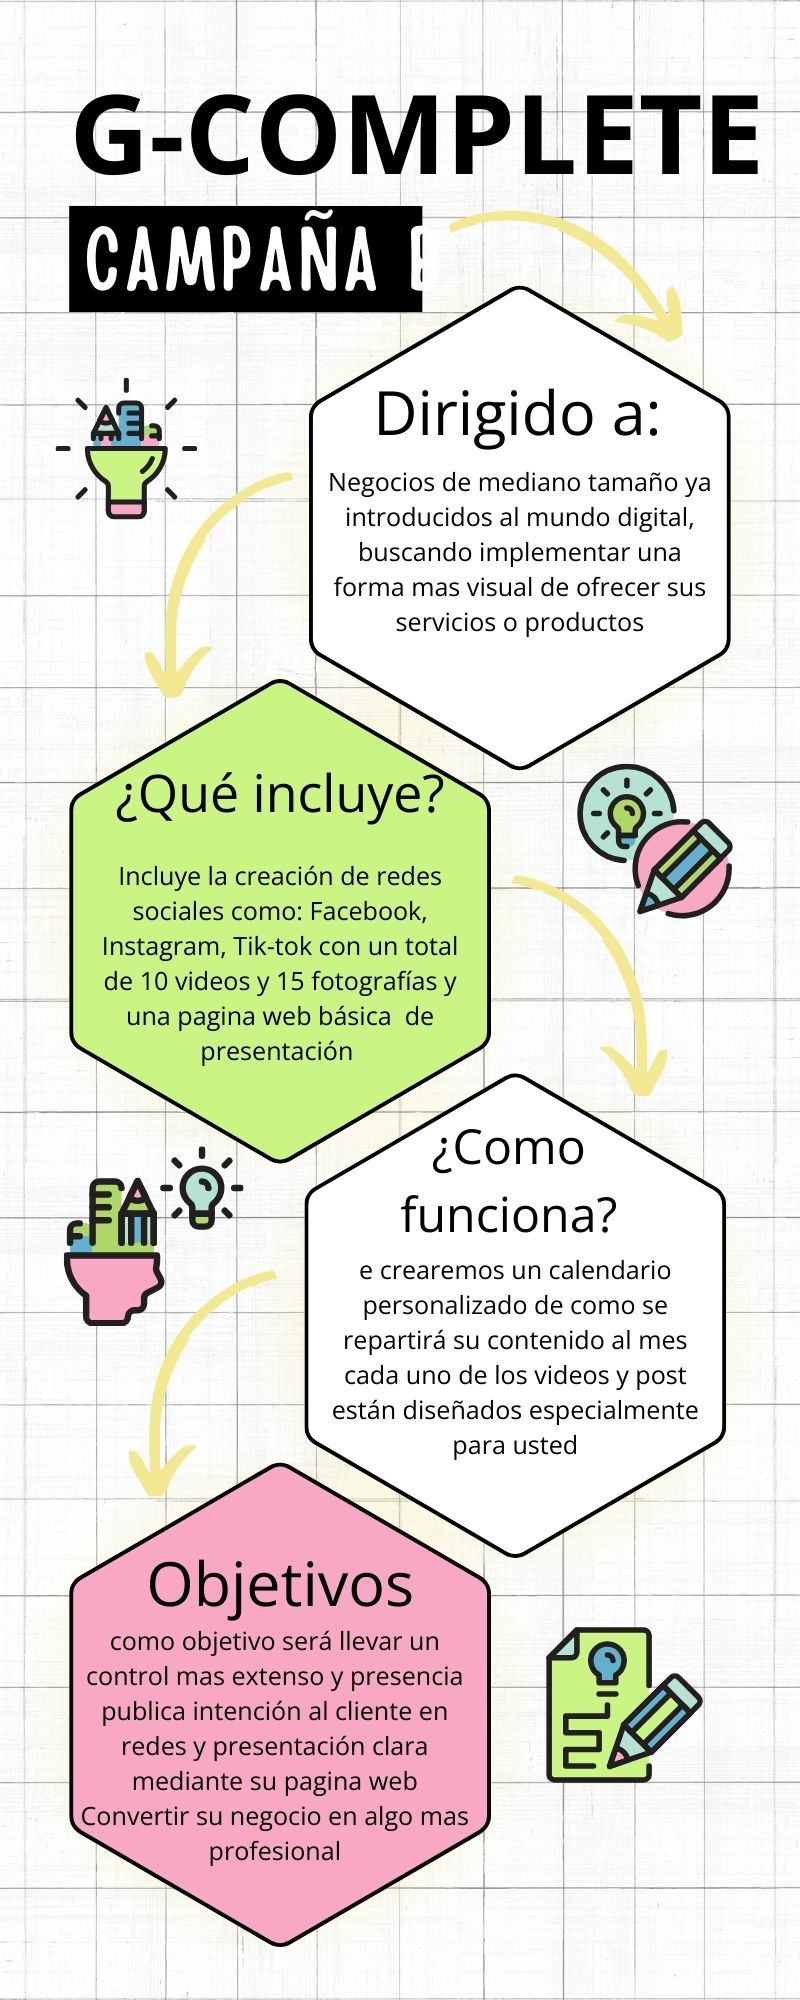 G-COMPLETE
CAMPAÑA
Dirigido a:
Negocios de mediano tamaño ya
introducidos al mundo digital,
buscando implementar una
forma mas visual de ofrecer sus
servicios o productos
¿Qué incluye?
Incluye la creación de redes
sociales como: Facebook,
Instagram, Tik-tok con un total
de 10 videos y 15 fotografías y
una pagina web básica  de
presentación
¿Como
funciona?
e crearemos un calendario
personalizado de como se
repartirá su contenido al mes
cada uno de los videos y post
están diseñados especialmente
para usted
Objetivos
como objetivo será llevar un
control mas extenso y presencia
publica intención al cliente en
redes y presentación clara
mediante su pagina web
Convertir su negocio en algo mas
profesional